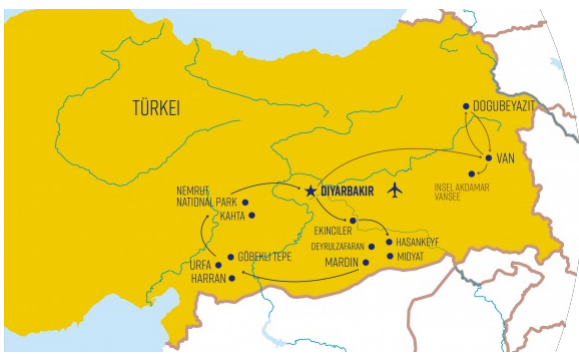 TÜRKEI
DOGUBEYAZIT
VAN
INSEL AKDAMAR
VANSEE
DIYARBAKIR
NEMRUT
NATIONAL PARK
KAHTA
EKINCILER
HASANKEYF
DEYRULZAFARAN
MIDYAT
MARDIN
GÖBEKLI TEPE
URFA
HARRAN